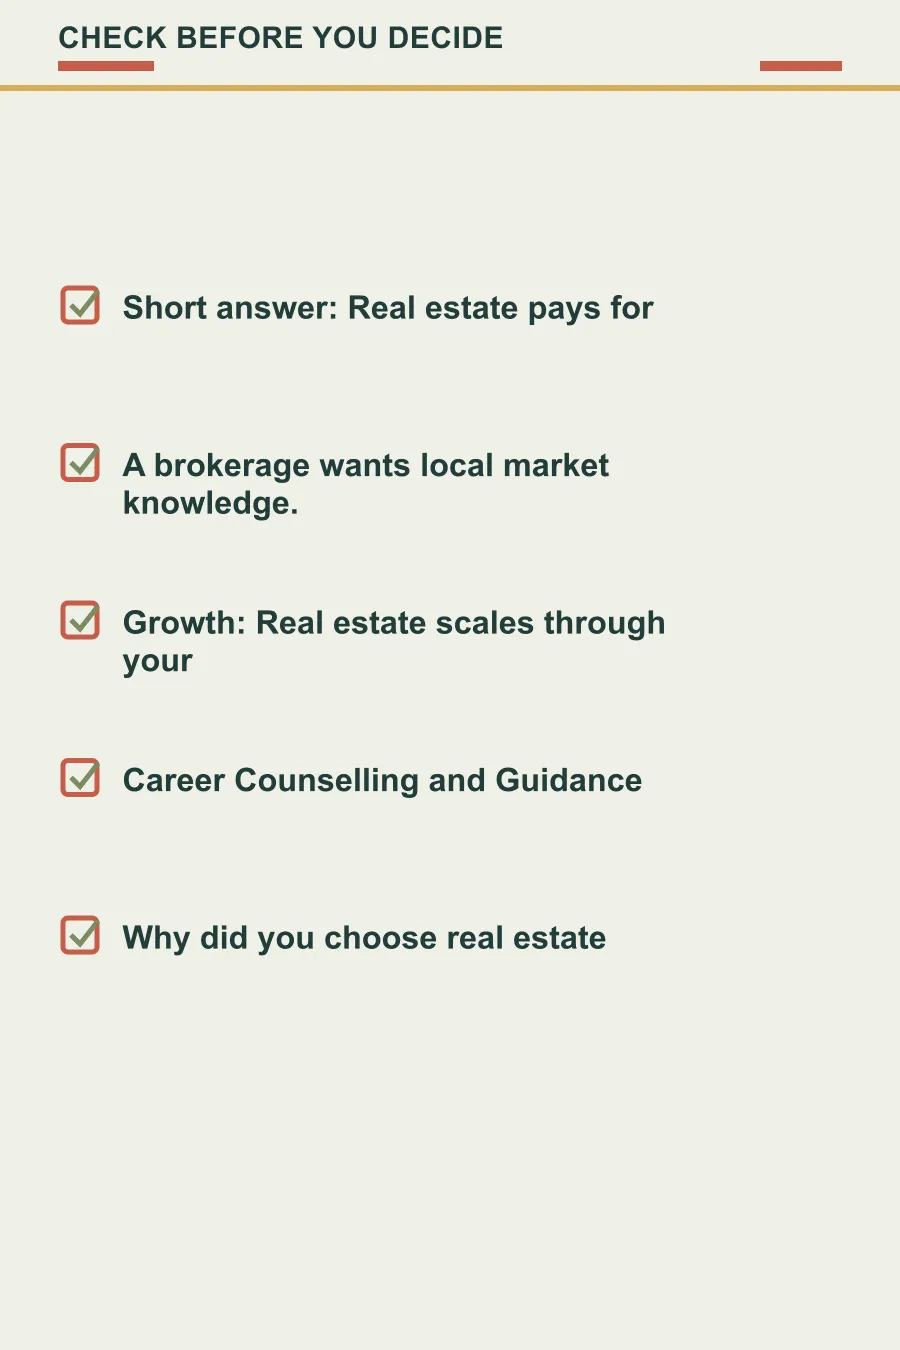 CHECK BEFORE YOU DECIDE
Short answer: Real estate pays for
A brokerage wants local market
knowledge.
Growth: Real estate scales through
your
Career Counselling and Guidance
Why did you choose real estate